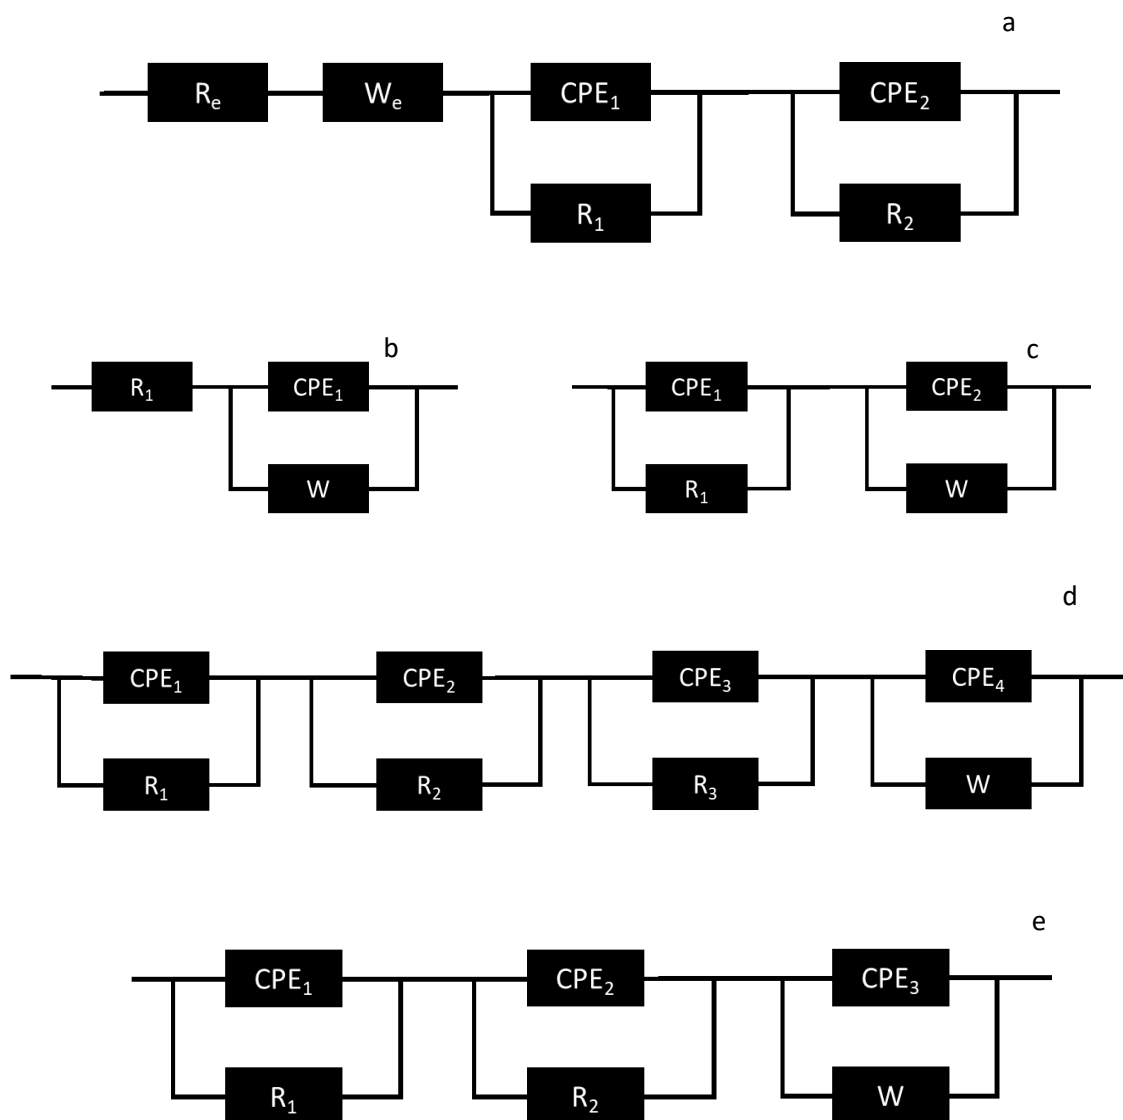 a
Rₑ Wₑ CPE₁ CPE₂
R₁ R₂
b
R₁ CPE₁
W
c
CPE₁ CPE₂
R₁ W
d
CPE₁ CPE₂ CPE₃ CPE₄
R₁ R₂ R₃ W
e
CPE₁ CPE₂ CPE₃
R₁ R₂ W